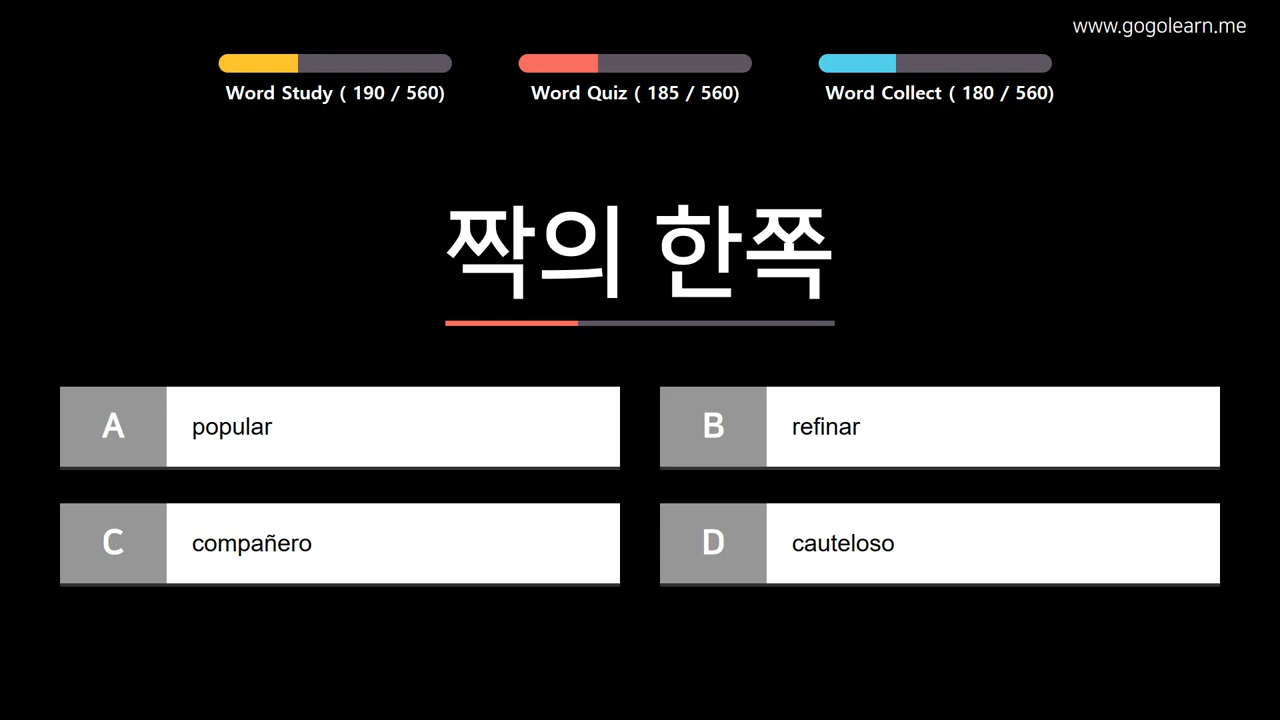 www.gogolearn.me
Word Study ( 190 / 560)
Word Quiz ( 185 / 560)
Word Collect ( 180 / 560)
짝의 한쪽
A popular
B refinar
C compañero
D cauteloso